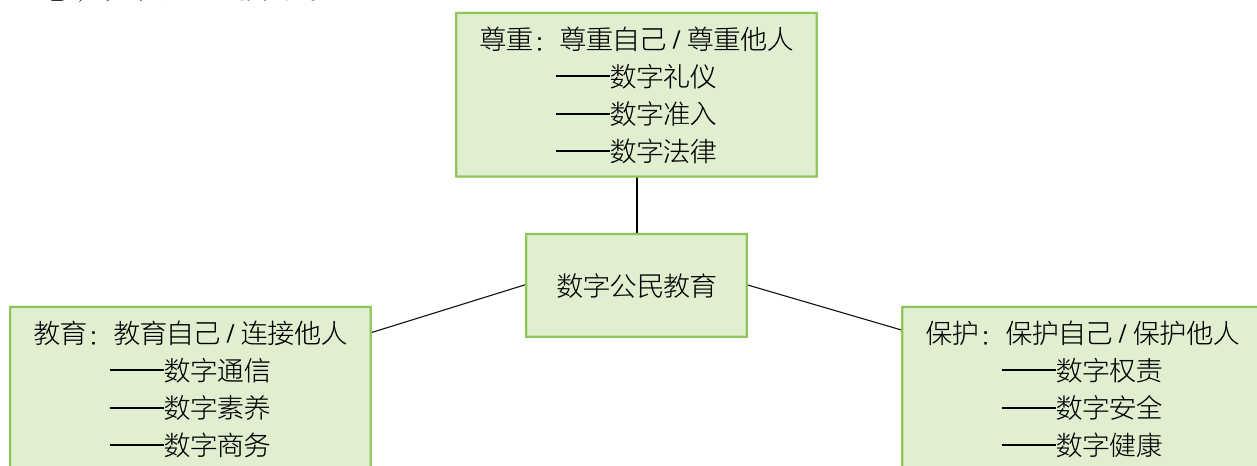 尊重：尊重自己 / 尊重他人
——数字礼仪
——数字准入
——数字法律
数字公民教育
教育：教育自己 / 连接他人
——数字通信
——数字素养
——数字商务
保护：保护自己 / 保护他人
——数字权责
——数字安全
——数字健康